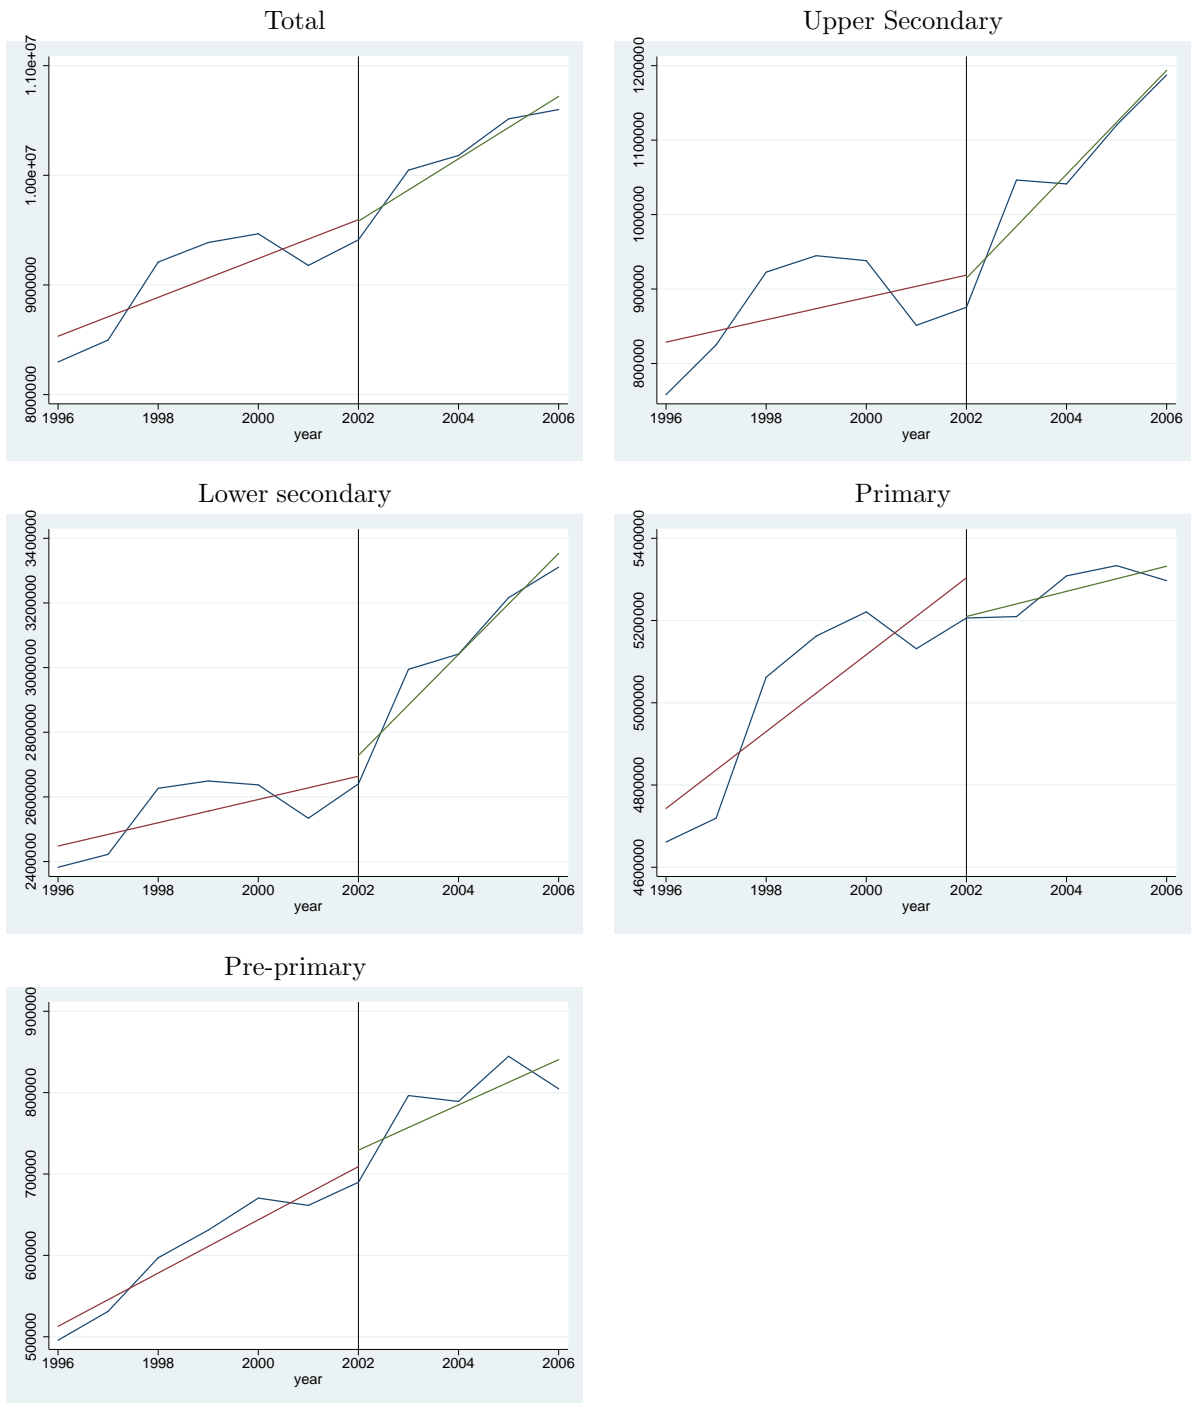 Total
1.10e+07
1.00e+07
9000000
8000000
1996 1998 2000 2002 2004 2006
year
Upper Secondary
1200000
1100000
1000000
900000
800000
1996 1998 2000 2002 2004 2006
year
Lower secondary
3400000
3200000
3000000
2800000
2600000
2400000
1996 1998 2000 2002 2004 2006
year
Primary
5400000
5200000
5000000
4800000
4600000
1996 1998 2000 2002 2004 2006
year
Pre-primary
900000
800000
700000
600000
500000
1996 1998 2000 2002 2004 2006
year